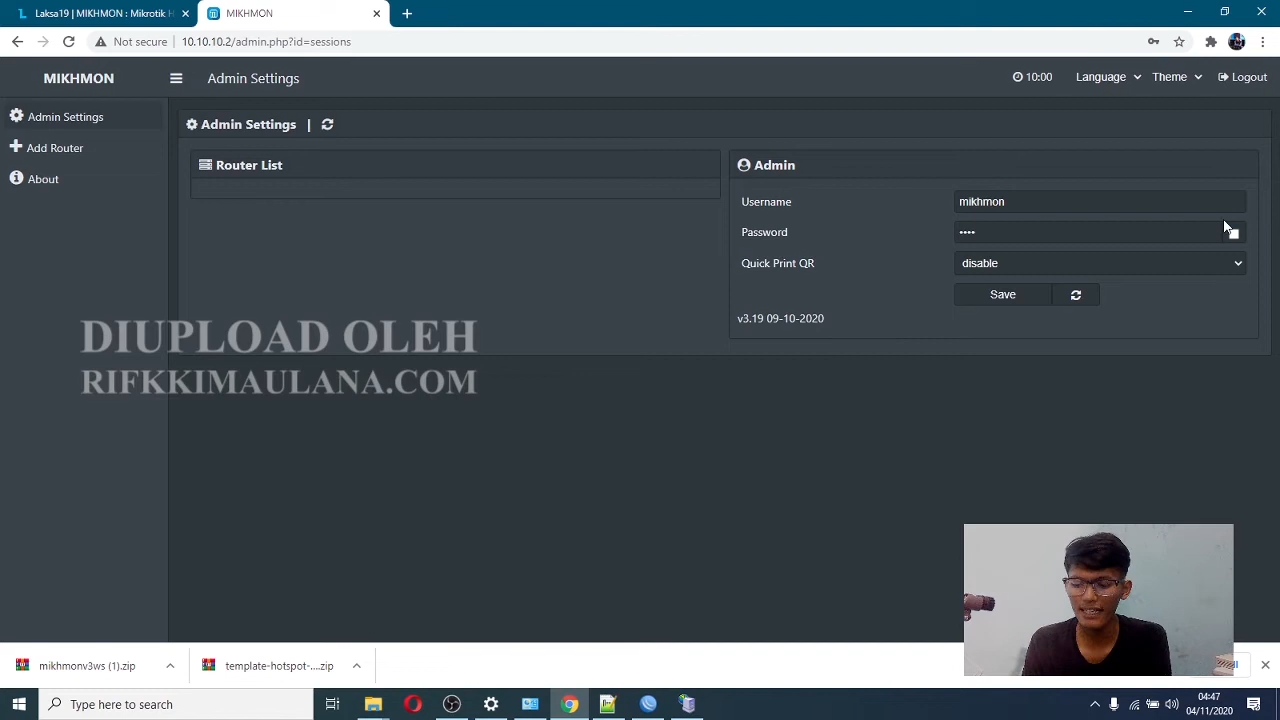 Laksa19 | MIKHMON : Mikrotik H
MIKHMON
Not secure | 10.10.10.2/admin.php?id=sessions
MIKHMON
Admin Settings
10:00
Language
Theme
Logout
Admin Settings
Add Router
About
Admin Settings |
Router List
Admin
Username
mikhmon
Password
••••
Quick Print QR
disable
Save
v3.19 09-10-2020
DIUPLOAD OLEH
RIFKKIMAULANA.COM
mikhmonv3ws (1).zip
template-hotspot-....zip
Type here to search
04:47
04/11/2020